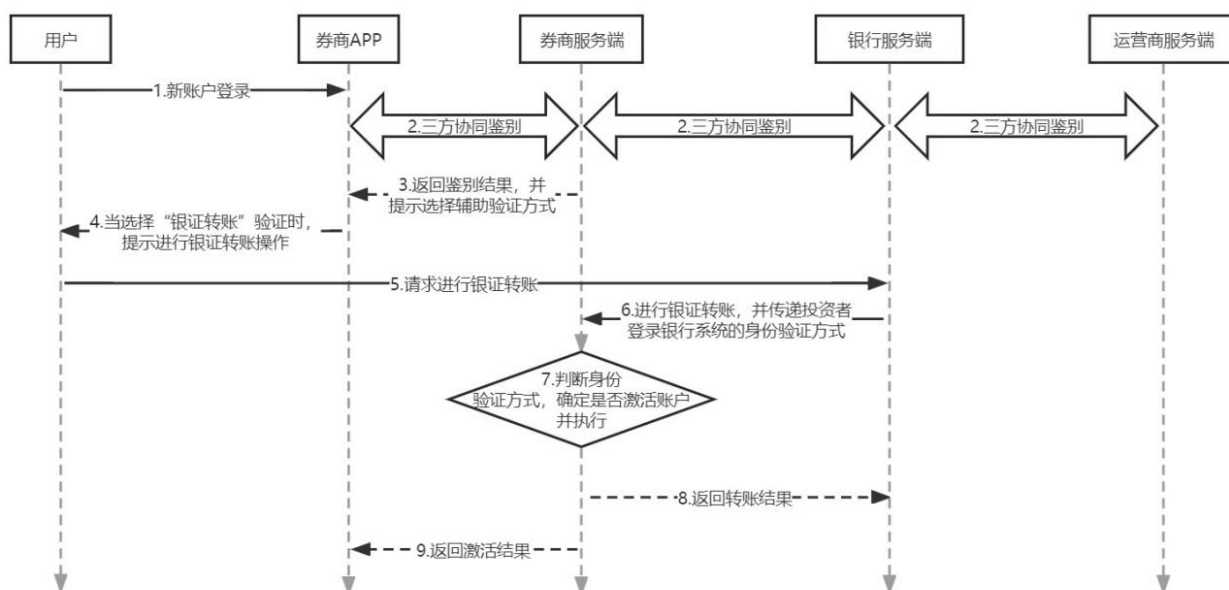 用户
券商APP
券商服务端
银行服务端
运营商服务端
1.新账户登录
2.三方协同鉴别
2.三方协同鉴别
2.三方协同鉴别
3.返回鉴别结果，并
提示选择辅助验证方式
4.当选择“银证转账”验证时，
提示进行银证转账操作
5.请求进行银证转账
6.进行银证转账，并传递投资者
登录银行系统的身份验证方式
7.判断身份
验证方式，确定是否激活账户
并执行
8.返回转账结果
9.返回激活结果